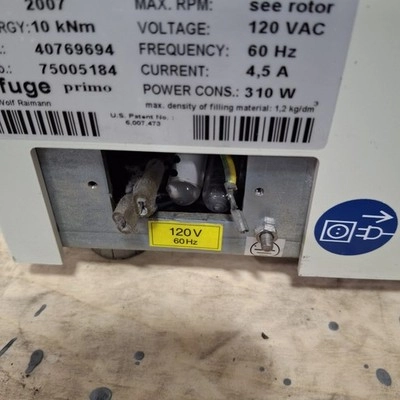 2007 MAX. RPM: see rotor
RGY: 10 kNm VOLTAGE: 120 VAC
.: 40769694 FREQUENCY: 60 Hz
o.: 75005184 CURRENT: 4,5 A
fuge primo POWER CONS.: 310 W
Wolf Raimann max. density of filling material: 1,2 kg/dm³
U.S. Patent No. :
6,007,473
120V
60Hz